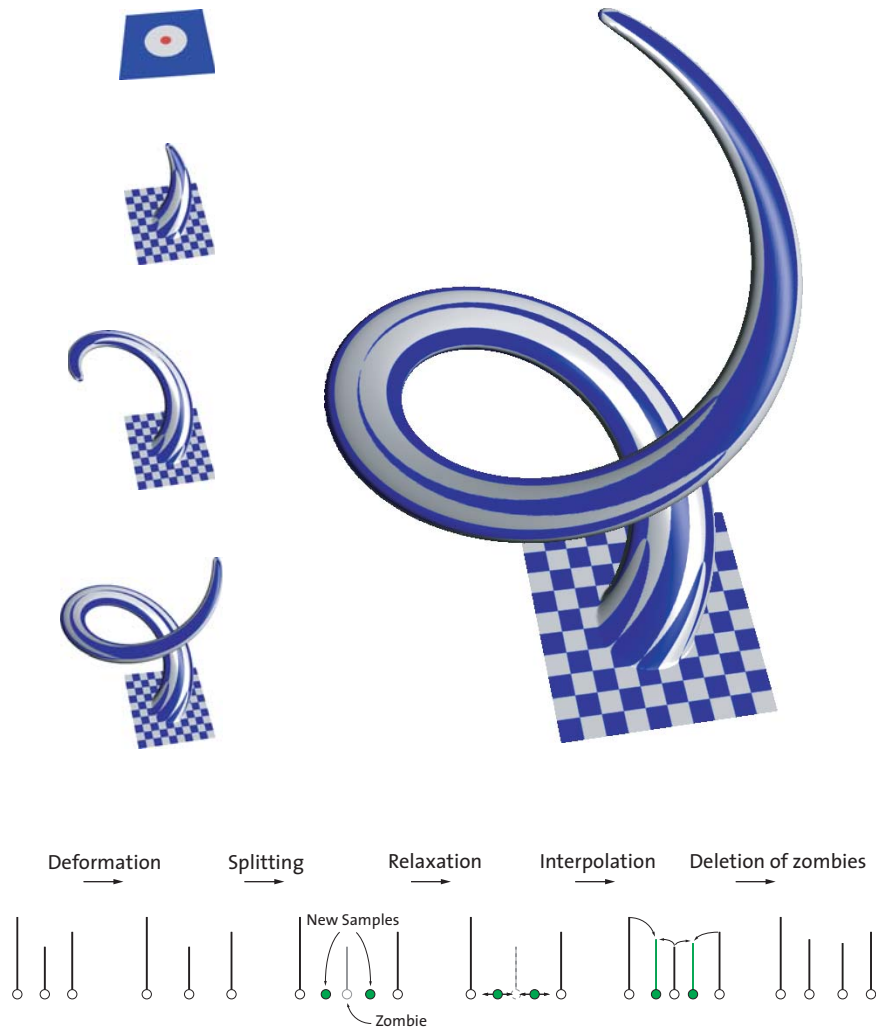 Deformation Splitting Relaxation Interpolation Deletion of zombies
New Samples
Zombie